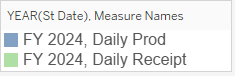 YEAR(St Date), Measure Names
FY 2024, Daily Prod
FY 2024, Daily Receipt